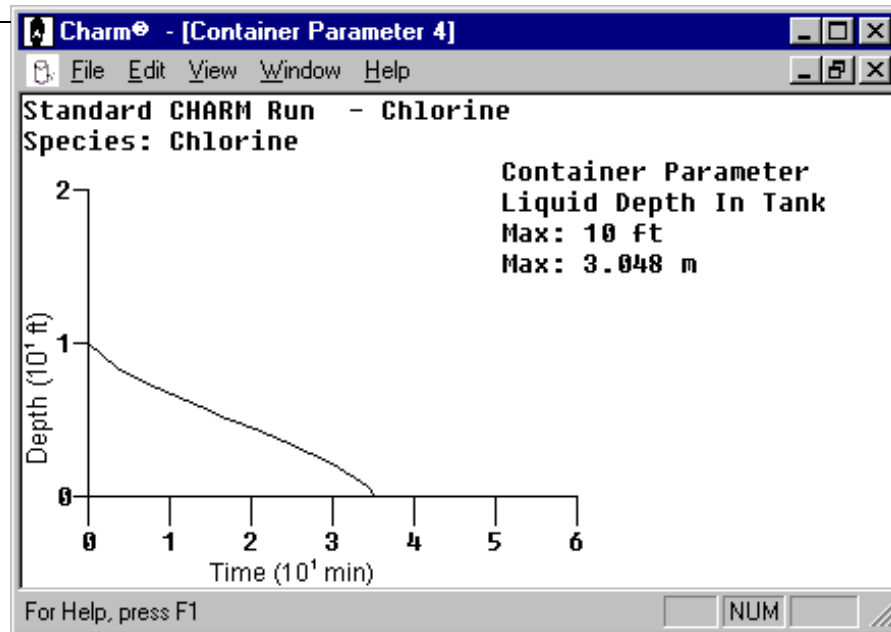 Charm® - [Container Parameter 4]
File Edit View Window Help
Standard CHARM Run - Chlorine
Species: Chlorine
Container Parameter
Liquid Depth In Tank
Max: 10 ft
Max: 3.048 m
2
1
0
Depth (10¹ ft)
0 1 2 3 4 5 6
Time (10¹ min)
For Help, press F1 NUM